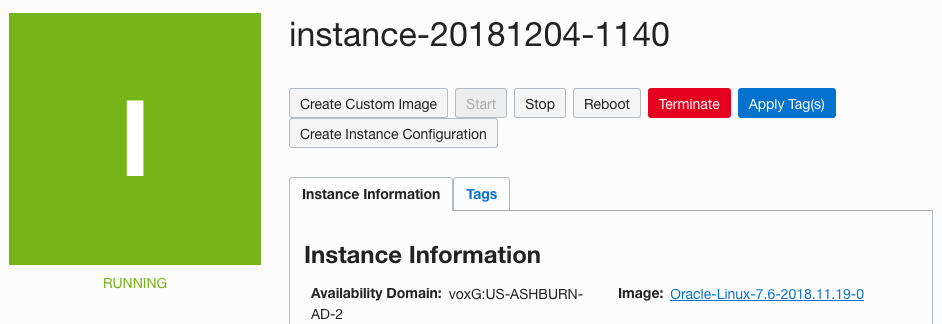 I
RUNNING
instance-20181204-1140
Create Custom Image Start Stop Reboot Terminate Apply Tag(s)
Create Instance Configuration
Instance Information Tags
Instance Information
Availability Domain: voxG:US-ASHBURN- Image: Oracle-Linux-7.6-2018.11.19-0
AD-2